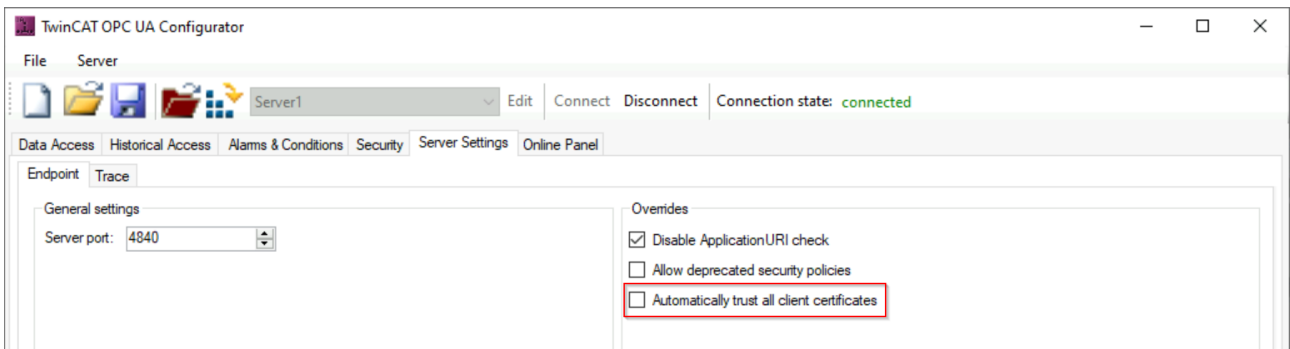 TwinCAT OPC UA Configurator
File Server
Server1 Edit Connect Disconnect Connection state: connected
Data Access Historical Access Alarms & Conditions Security Server Settings Online Panel
Endpoint Trace
General settings
Server port: 4840
Overrides
Disable ApplicationURI check
Allow deprecated security policies
Automatically trust all client certificates